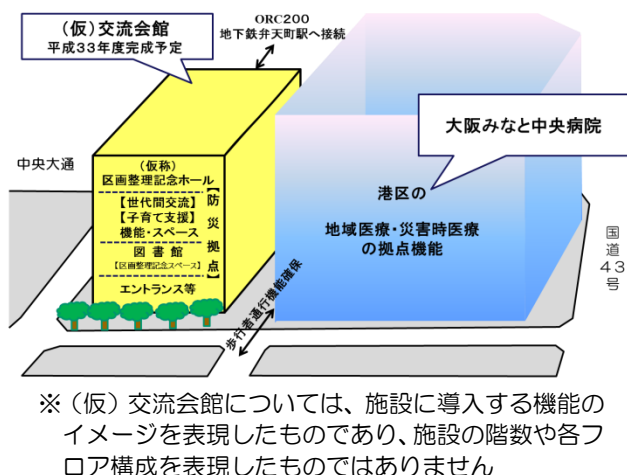 ORC200
地下鉄弁天町駅へ接続
(仮)交流会館
平成33年度完成予定
大阪みなと中央病院
中央大通
(仮称)
区画整理記念ホール
【世代間交流】
【子育て支援】
機能・スペース
図書館
【区画整理記念スペース】
エントランス等
【防災拠点】
港区の
地域医療・災害時医療
の拠点機能
国道43号
歩行者通行機能確保
※(仮)交流会館については、施設に導入する機能の
イメージを表現したものであり、施設の階数や各フ
ロア構成を表現したものではありません